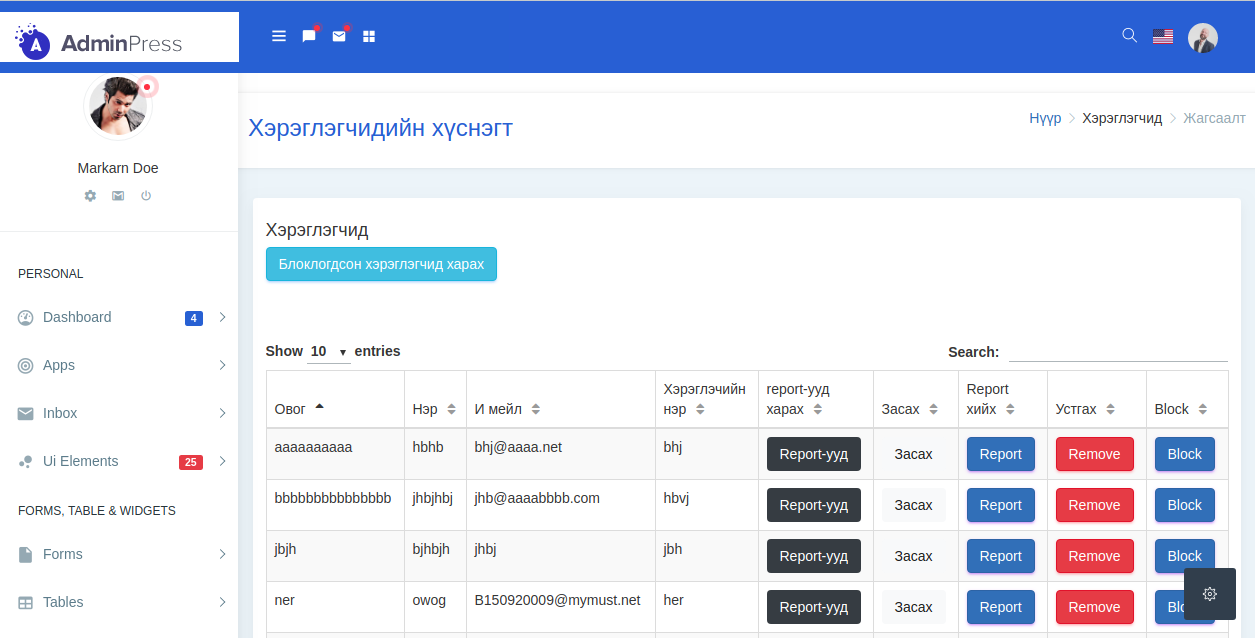 A AdminPress
Хэрэглэгчидийн хүснэгт
Нүүр Хэрэглэгчид Жагсаалт
Markarn Doe
PERSONAL
Dashboard 4
Apps
Inbox
Ui Elements 25
FORMS, TABLE & WIDGETS
Forms
Tables
Хэрэглэгчид
Блоклогдсон хэрэглэгчид харах
Show 10 entries
Search:
Овог Нэр И мейл Хэрэглэчийн нэр report-ууд харах Засах Report хийх Устгах Block
aaaaaaaaaa hbhb bhj@aaaa.net bhj Report-ууд Засах Report Remove Block
bbbbbbbbbbbbbbb jhbjhbj jhb@aaaabbbb.com hbvj Report-ууд Засах Report Remove Block
jbjh bjhbjh jhbj jbh Report-ууд Засах Report Remove Block
ner owog B150920009@mymust.net her Report-ууд Засах Report Remove